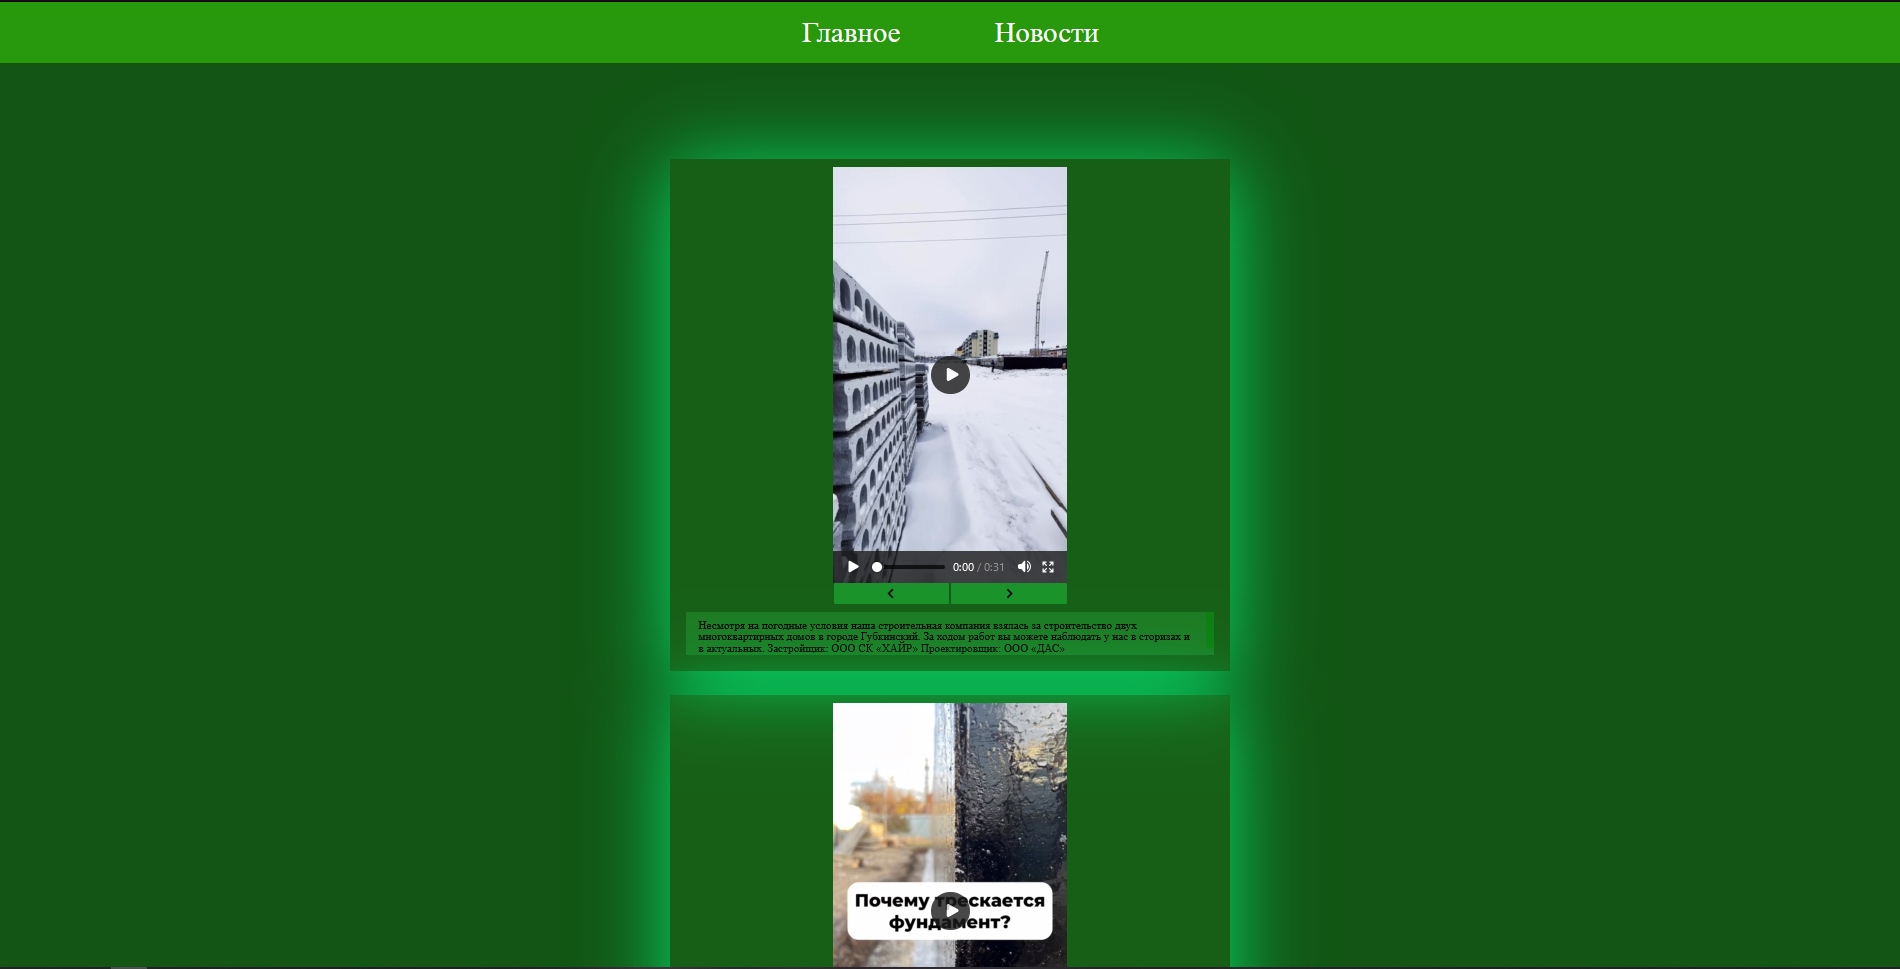 Главное Новости
0:00 / 0:31
Несмотря на погодные условия наша строительная компания взялась за строительство двух
многоквартирных домов в городе Губкинский. За ходом работ вы можете наблюдать у нас в сторизах и
в актуальных. Застройщик: ООО СК «ХАЙР» Проектировщик: ООО «ДАС»
Почему трескается
фундамент?